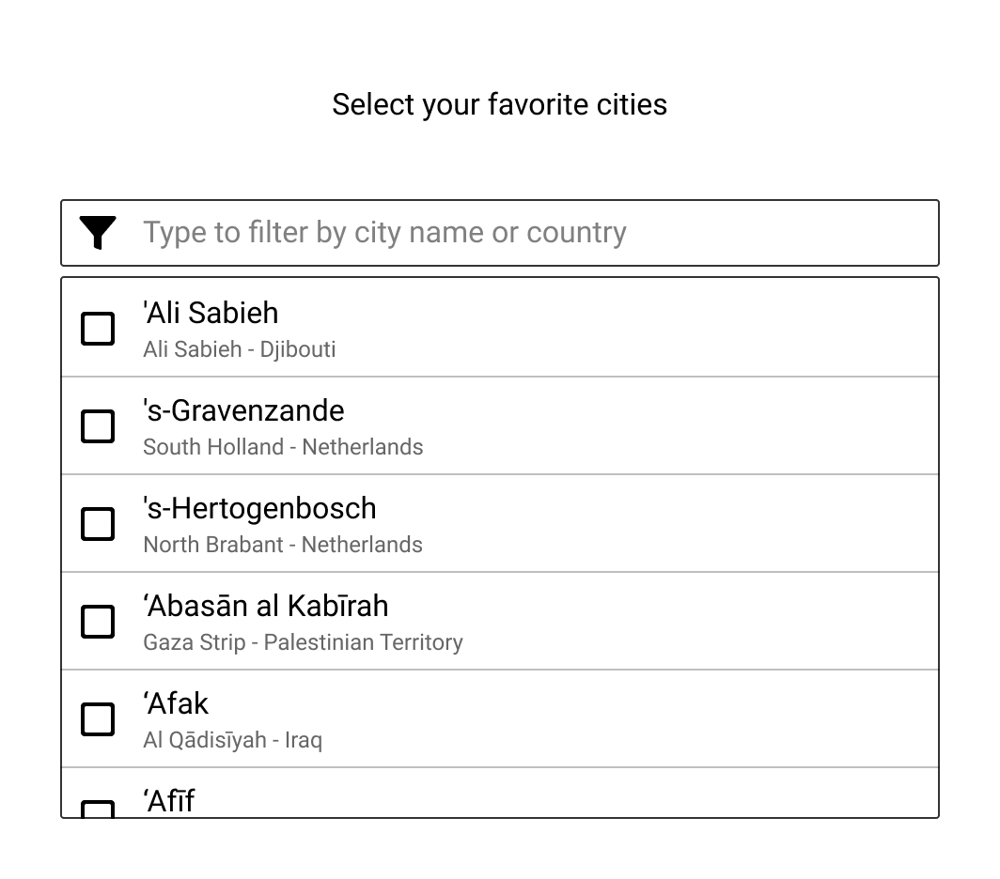 Select your favorite cities
Type to filter by city name or country
'Ali Sabieh
Ali Sabieh - Djibouti
's-Gravenzande
South Holland - Netherlands
's-Hertogenbosch
North Brabant - Netherlands
‘Abasān al Kabīrah
Gaza Strip - Palestinian Territory
‘Afak
Al Qādisīyah - Iraq
‘Afīf